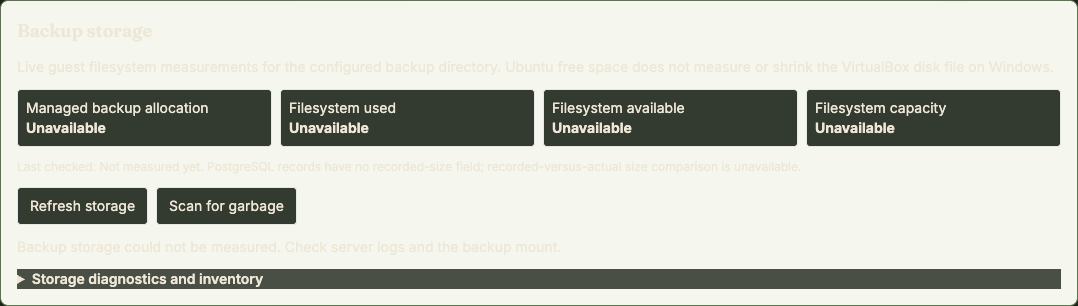 Backup storage
Live guest filesystem measurements for the configured backup directory. Ubuntu free space does not measure or shrink the VirtualBox disk file on Windows.
Managed backup allocation
Unavailable
Filesystem used
Unavailable
Filesystem available
Unavailable
Filesystem capacity
Unavailable
Last checked: Not measured yet. PostgreSQL records have no recorded-size field; recorded-versus-actual size comparison is unavailable.
Refresh storage
Scan for garbage
Backup storage could not be measured. Check server logs and the backup mount.
Storage diagnostics and inventory